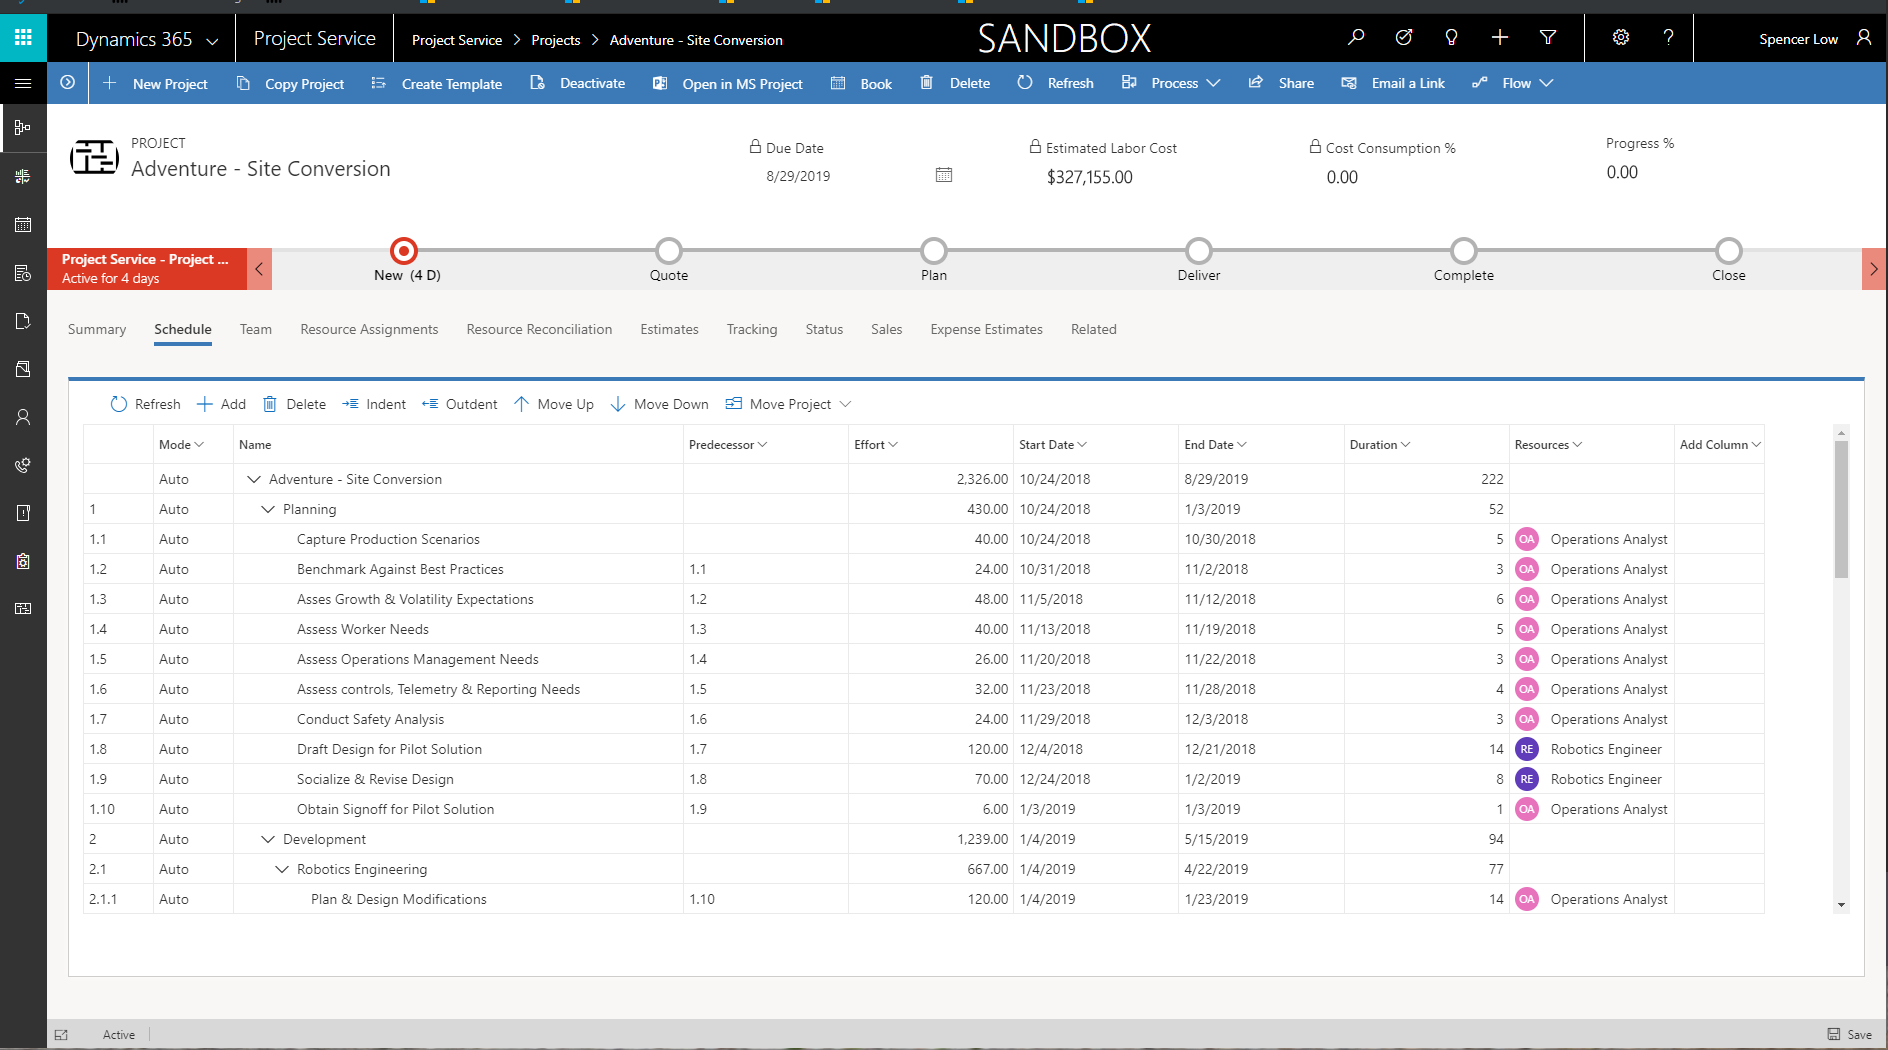 Dynamics 365 Project Service Project Service > Projects > Adventure - Site Conversion SANDBOX Spencer Low
New Project Copy Project Create Template Deactivate Open in MS Project Book Delete Refresh Process Share Email a Link Flow
PROJECT
Adventure - Site Conversion
Due Date
8/29/2019
Estimated Labor Cost
$327,155.00
Cost Consumption %
0.00
Progress %
0.00
Project Service - Project ...
Active for 4 days
New (4 D) Quote Plan Deliver Complete Close
Summary Schedule Team Resource Assignments Resource Reconciliation Estimates Tracking Status Sales Expense Estimates Related
Refresh Add Delete Indent Outdent Move Up Move Down Move Project
Mode Name Predecessor Effort Start Date End Date Duration Resources Add Column
Auto Adventure - Site Conversion 2,326.00 10/24/2018 8/29/2019 222
1 Auto Planning 430.00 10/24/2018 1/3/2019 52
1.1 Auto Capture Production Scenarios 40.00 10/24/2018 10/30/2018 5 OA Operations Analyst
1.2 Auto Benchmark Against Best Practices 1.1 24.00 10/31/2018 11/2/2018 3 OA Operations Analyst
1.3 Auto Asses Growth & Volatility Expectations 1.2 48.00 11/5/2018 11/12/2018 6 OA Operations Analyst
1.4 Auto Assess Worker Needs 1.3 40.00 11/13/2018 11/19/2018 5 OA Operations Analyst
1.5 Auto Assess Operations Management Needs 1.4 26.00 11/20/2018 11/22/2018 3 OA Operations Analyst
1.6 Auto Assess controls, Telemetry & Reporting Needs 1.5 32.00 11/23/2018 11/28/2018 4 OA Operations Analyst
1.7 Auto Conduct Safety Analysis 1.6 24.00 11/29/2018 12/3/2018 3 OA Operations Analyst
1.8 Auto Draft Design for Pilot Solution 1.7 120.00 12/4/2018 12/21/2018 14 RE Robotics Engineer
1.9 Auto Socialize & Revise Design 1.8 70.00 12/24/2018 1/2/2019 8 RE Robotics Engineer
1.10 Auto Obtain Signoff for Pilot Solution 1.9 6.00 1/3/2019 1/3/2019 1 OA Operations Analyst
2 Auto Development 1,239.00 1/4/2019 5/15/2019 94
2.1 Auto Robotics Engineering 667.00 1/4/2019 4/22/2019 77
2.1.1 Auto Plan & Design Modifications 1.10 120.00 1/4/2019 1/23/2019 14 OA Operations Analyst
Active Save